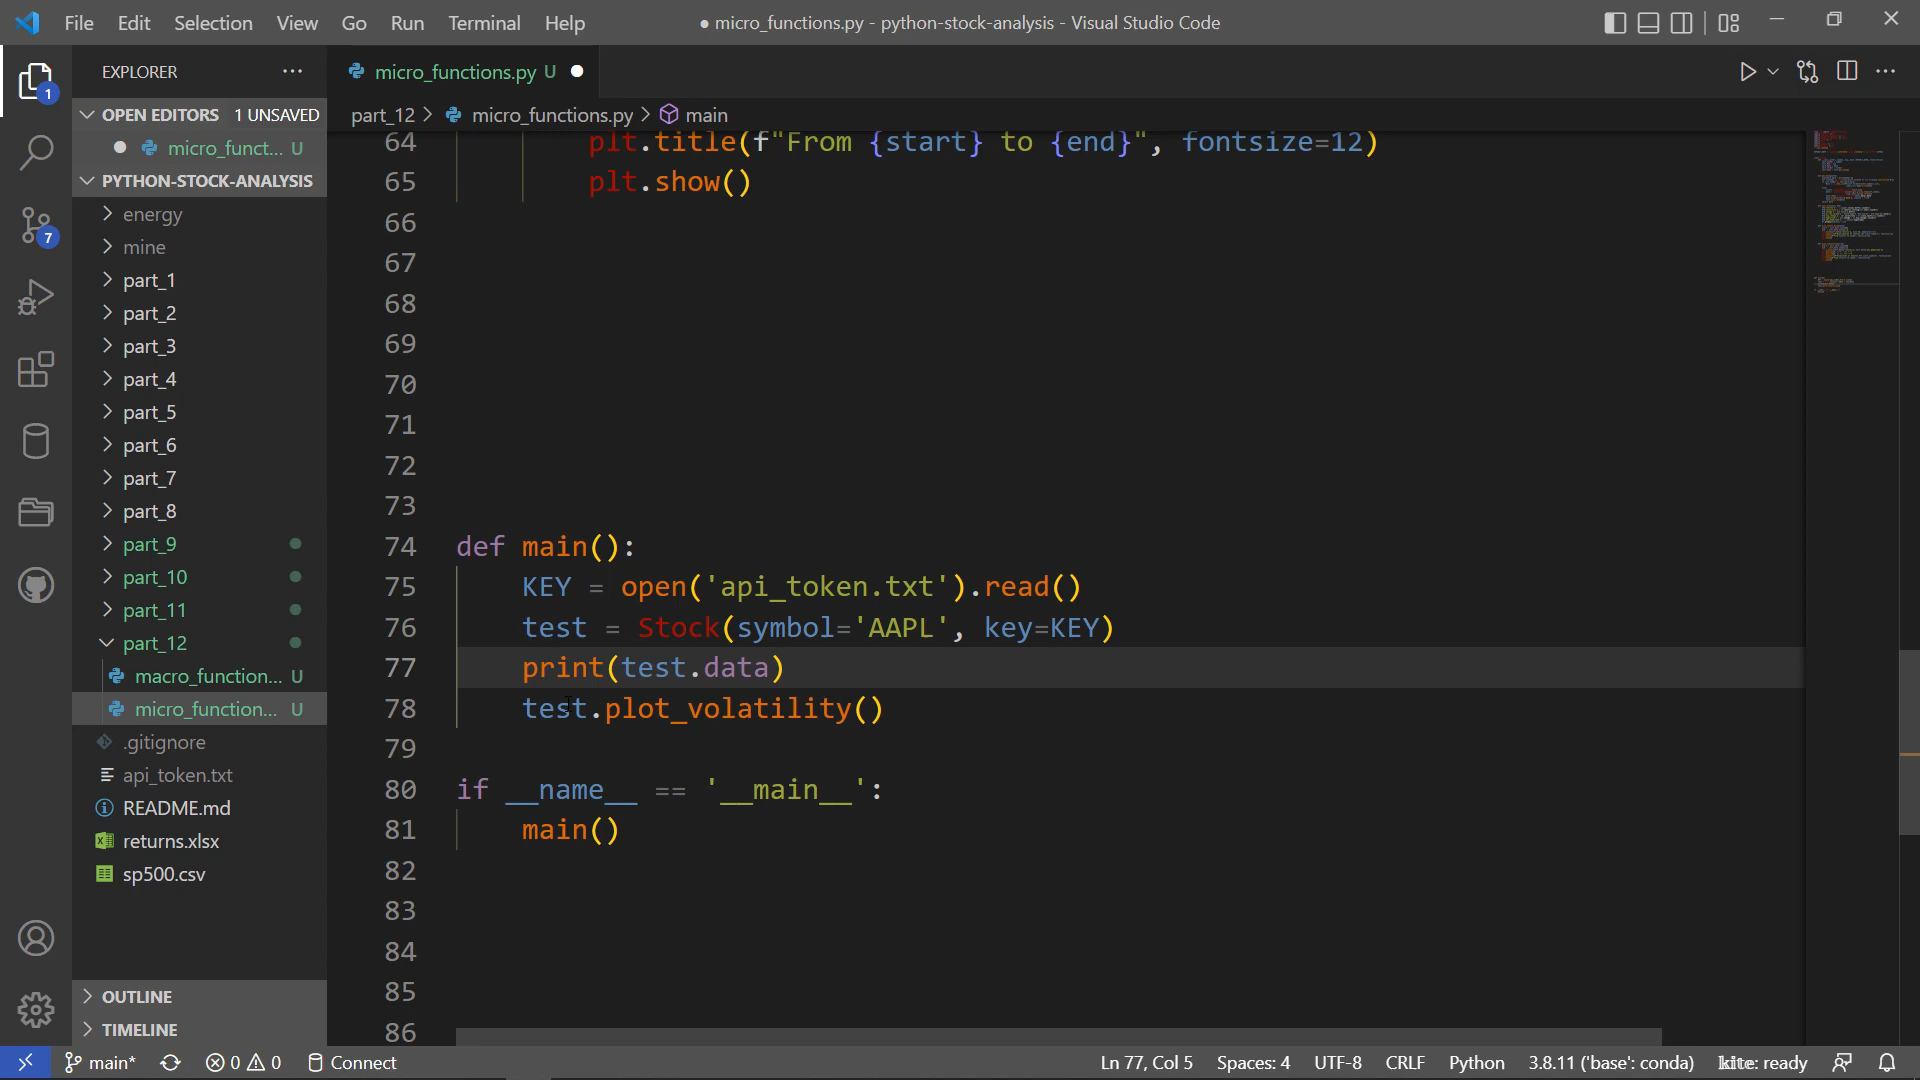 File Edit Selection View Go Run Terminal Help
● micro_functions.py - python-stock-analysis - Visual Studio Code
EXPLORER
OPEN EDITORS 1 UNSAVED
micro_funct... U
PYTHON-STOCK-ANALYSIS
energy
mine
part_1
part_2
part_3
part_4
part_5
part_6
part_7
part_8
part_9
part_10
part_11
part_12
macro_function... U
micro_function... U
.gitignore
api_token.txt
README.md
returns.xlsx
sp500.csv
OUTLINE
TIMELINE
1
7
micro_functions.py U
part_12 > micro_functions.py > main
64 plt.title(f"From {start} to {end}", fontsize=12)
65 plt.show()
66
67
68
69
70
71
72
73
74 def main():
75 KEY = open('api_token.txt').read()
76 test = Stock(symbol='AAPL', key=KEY)
77 print(test.data)
78 test.plot_volatility()
79
80 if __name__ == '__main__':
81 main()
82
83
84
85
86
main* 0 0 Connect
Ln 77, Col 5 Spaces: 4 UTF-8 CRLF Python 3.8.11 ('base': conda) kite: ready